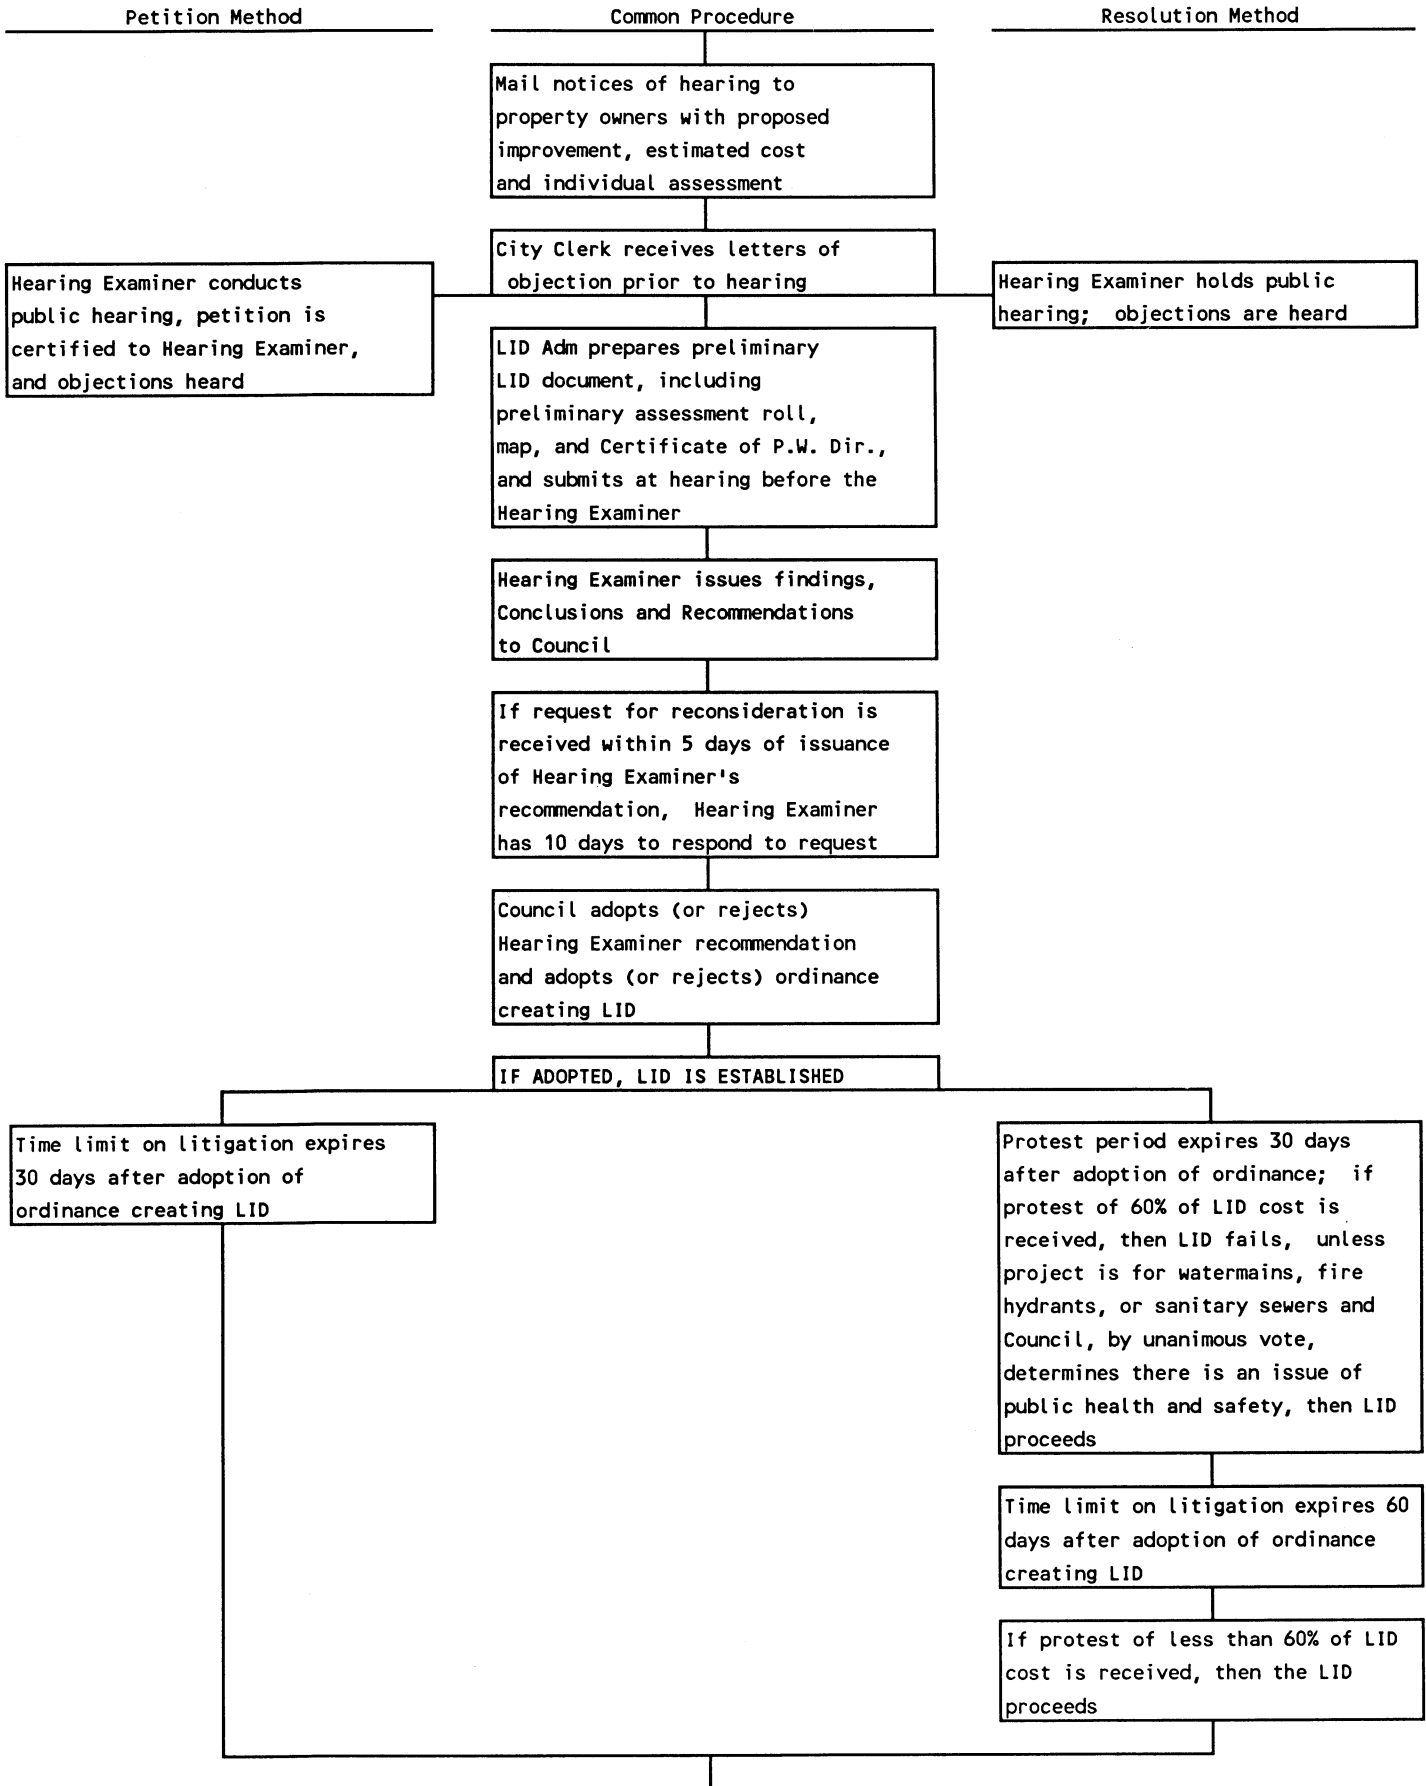 Petition Method
Common Procedure
Resolution Method
Mail notices of hearing to
property owners with proposed
improvement, estimated cost
and individual assessment
City Clerk receives letters of
objection prior to hearing
Hearing Examiner conducts
public hearing, petition is
certified to Hearing Examiner,
and objections heard
Hearing Examiner holds public
hearing; objections are heard
LID Adm prepares preliminary
LID document, including
preliminary assessment roll,
map, and Certificate of P.W. Dir.,
and submits at hearing before the
Hearing Examiner
Hearing Examiner issues findings,
Conclusions and Recommendations
to Council
If request for reconsideration is
received within 5 days of issuance
of Hearing Examiner's
recommendation, Hearing Examiner
has 10 days to respond to request
Council adopts (or rejects)
Hearing Examiner recommendation
and adopts (or rejects) ordinance
creating LID
IF ADOPTED, LID IS ESTABLISHED
Time limit on litigation expires
30 days after adoption of
ordinance creating LID
Protest period expires 30 days
after adoption of ordinance; if
protest of 60% of LID cost is
received, then LID fails, unless
project is for watermains, fire
hydrants, or sanitary sewers and
Council, by unanimous vote,
determines there is an issue of
public health and safety, then LID
proceeds
Time limit on litigation expires 60
days after adoption of ordinance
creating LID
If protest of less than 60% of LID
cost is received, then the LID
proceeds